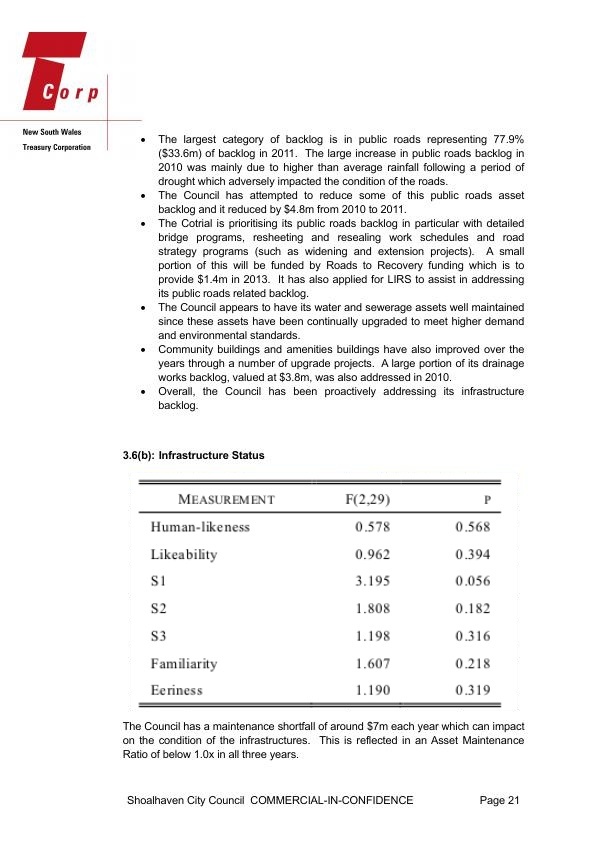 T
Corp
New South Wales
Treasury Corporation
• The largest category of backlog is in public roads representing 77.9%
($33.6m) of backlog in 2011. The large increase in public roads backlog in
2010 was mainly due to higher than average rainfall following a period of
drought which adversely impacted the condition of the roads.
• The Council has attempted to reduce some of this public roads asset
backlog and it reduced by $4.8m from 2010 to 2011.
• The Cotrial is prioritising its public roads backlog in particular with detailed
bridge programs, resheeting and resealing work schedules and road
strategy programs (such as widening and extension projects). A small
portion of this will be funded by Roads to Recovery funding which is to
provide $1.4m in 2013. It has also applied for LIRS to assist in addressing
its public roads related backlog.
• The Council appears to have its water and sewerage assets well maintained
since these assets have been continually upgraded to meet higher demand
and environmental standards.
• Community buildings and amenities buildings have also improved over the
years through a number of upgrade projects. A large portion of its drainage
works backlog, valued at $3.8m, was also addressed in 2010.
• Overall, the Council has been proactively addressing its infrastructure
backlog.
3.6(b): Infrastructure Status
MEASUREMENT F(2,29) P
Human-likeness 0.578 0.568
Likeability 0.962 0.394
S1 3.195 0.056
S2 1.808 0.182
S3 1.198 0.316
Familiarity 1.607 0.218
Eeriness 1.190 0.319
The Council has a maintenance shortfall of around $7m each year which can impact
on the condition of the infrastructures. This is reflected in an Asset Maintenance
Ratio of below 1.0x in all three years.
Shoalhaven City Council COMMERCIAL-IN-CONFIDENCE Page 21